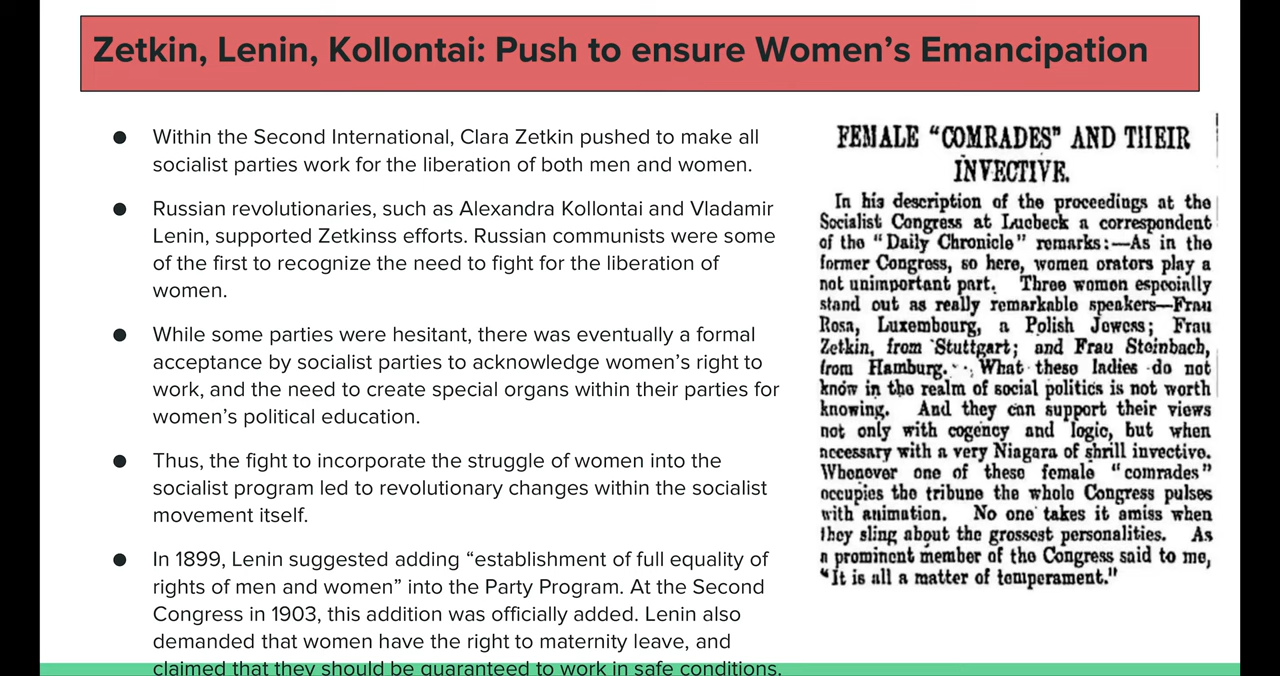 Zetkin, Lenin, Kollontai: Push to ensure Women’s Emancipation
● Within the Second International, Clara Zetkin pushed to make all
socialist parties work for the liberation of both men and women.
● Russian revolutionaries, such as Alexandra Kollontai and Vladamir
Lenin, supported Zetkinss efforts. Russian communists were some
of the first to recognize the need to fight for the liberation of
women.
● While some parties were hesitant, there was eventually a formal
acceptance by socialist parties to acknowledge women’s right to
work, and the need to create special organs within their parties for
women’s political education.
● Thus, the fight to incorporate the struggle of women into the
socialist program led to revolutionary changes within the socialist
movement itself.
● In 1899, Lenin suggested adding “establishment of full equality of
rights of men and women” into the Party Program. At the Second
Congress in 1903, this addition was officially added. Lenin also
demanded that women have the right to maternity leave, and
claimed that they should be guaranteed to work in safe conditions.
FEMALE “COMRADES” AND THEIR
INVECTIVE.
In his description of the proceedings at the
Socialist Congress at Luebeck a correspondent
of the “Daily Chronicle” remarks:—As in the
former Congress, so here, women orators play a
not unimportant part. Three women especially
stand out as really remarkable speakers—Frau
Rosa, Luxembourg, a Polish Jewess; Frau
Zetkin, from Stuttgart; and Frau Steinbach,
from Hamburg. What these ladies do not
know in the realm of social politics is not worth
knowing. And they can support their views
not only with cogency and logic, but when
necessary with a very Niagara of shrill invective.
Whenever one of these female “comrades”
occupies the tribune the whole Congress pulses
with animation. No one takes it amiss when
they sling about the grossest personalities. As
a prominent member of the Congress said to me,
“It is all a matter of temperament.”